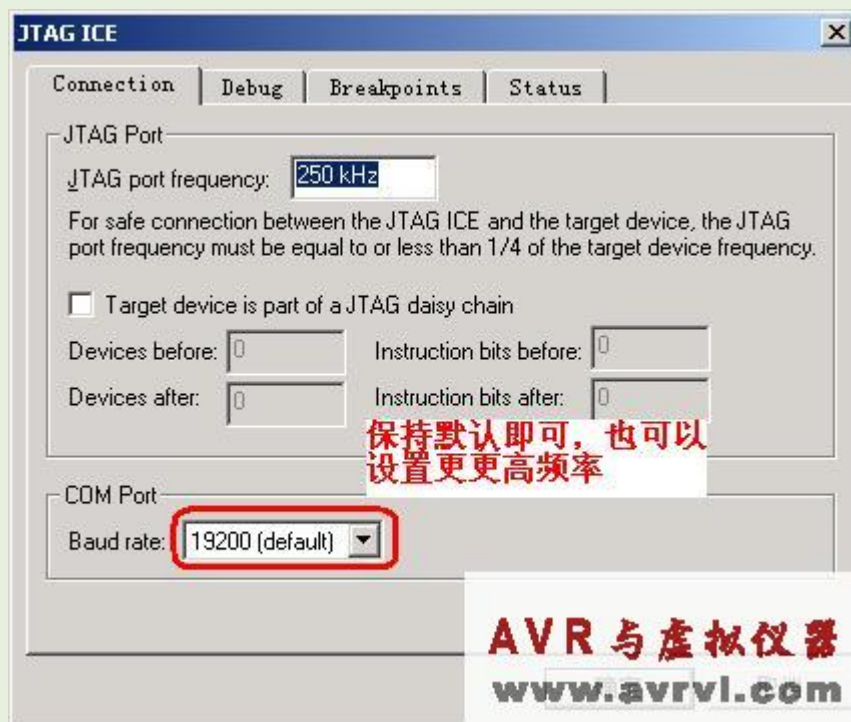 JTAG ICE
Connection Debug Breakpoints Status
JTAG Port
JTAG port frequency: 250 kHz
For safe connection between the JTAG ICE and the target device, the JTAG
port frequency must be equal to or less than 1/4 of the target device frequency.
Target device is part of a JTAG daisy chain
Devices before: 0 Instruction bits before: 0
Devices after: 0 Instruction bits after: 0
保持默认即可，也可以
设置更更高频率
COM Port
Baud rate: 19200 (default)
AVR与虚拟仪器
www.avrvi.com